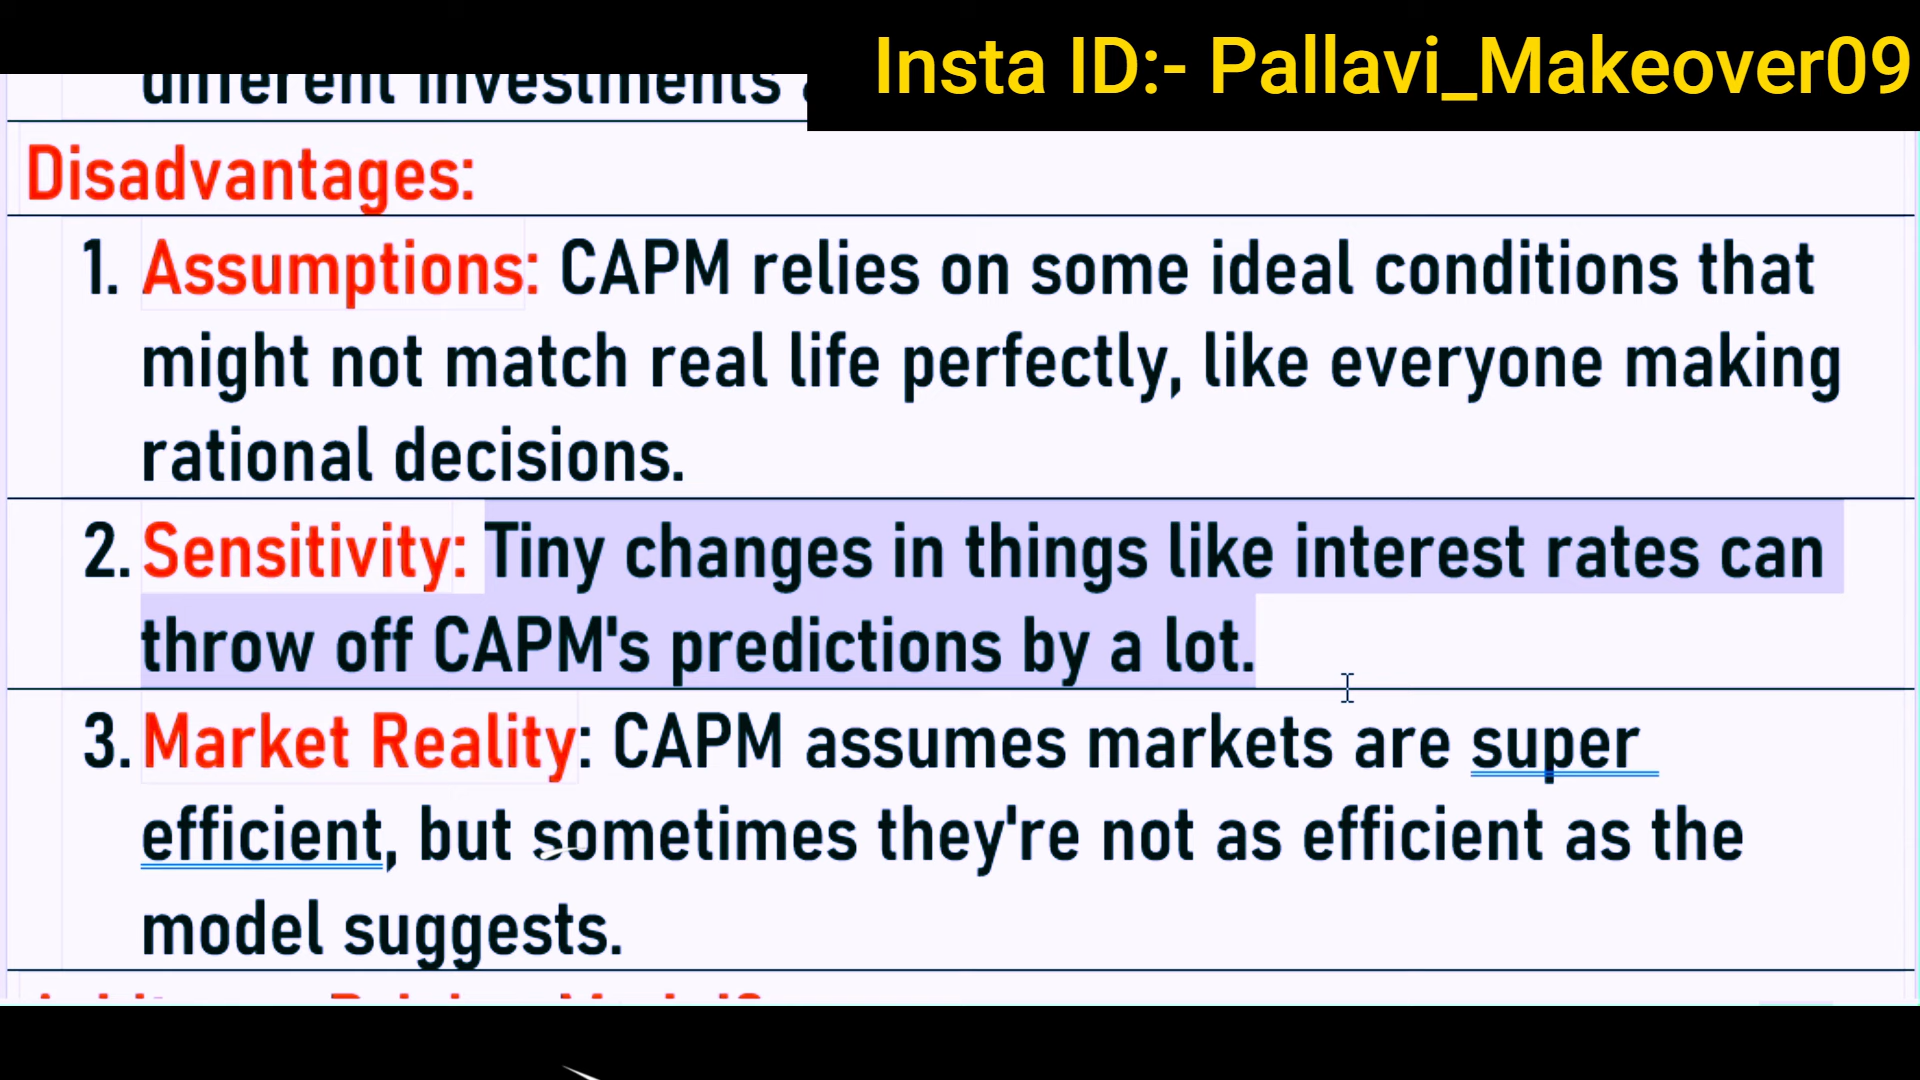 Insta ID:- Pallavi_Makeover09
different investments
Disadvantages:
1. Assumptions: CAPM relies on some ideal conditions that
might not match real life perfectly, like everyone making
rational decisions.
2. Sensitivity: Tiny changes in things like interest rates can
throw off CAPM's predictions by a lot.
3. Market Reality: CAPM assumes markets are super
efficient, but sometimes they're not as efficient as the
model suggests.